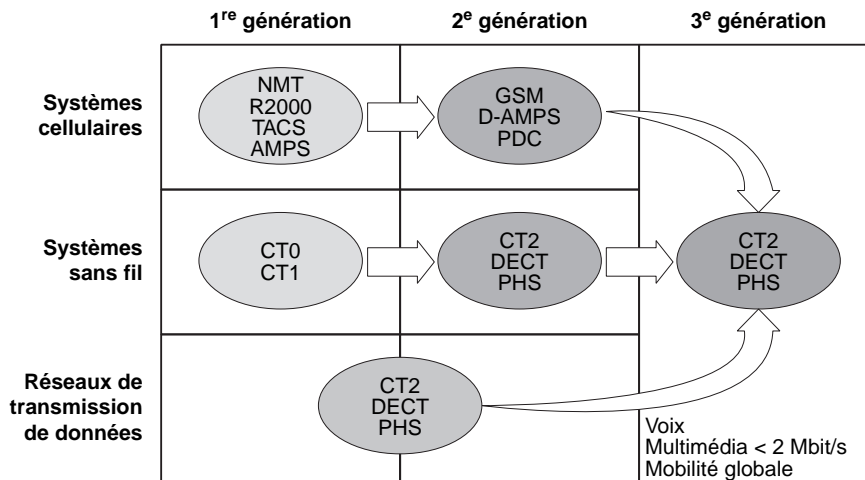 1re génération
2e génération
3e génération
Systèmes
cellulaires
NMT
R2000
TACS
AMPS
GSM
D-AMPS
PDC
Systèmes
sans fil
CT0
CT1
CT2
DECT
PHS
CT2
DECT
PHS
Réseaux de
transmission
de données
CT2
DECT
PHS
Voix
Multimédia < 2 Mbit/s
Mobilité globale